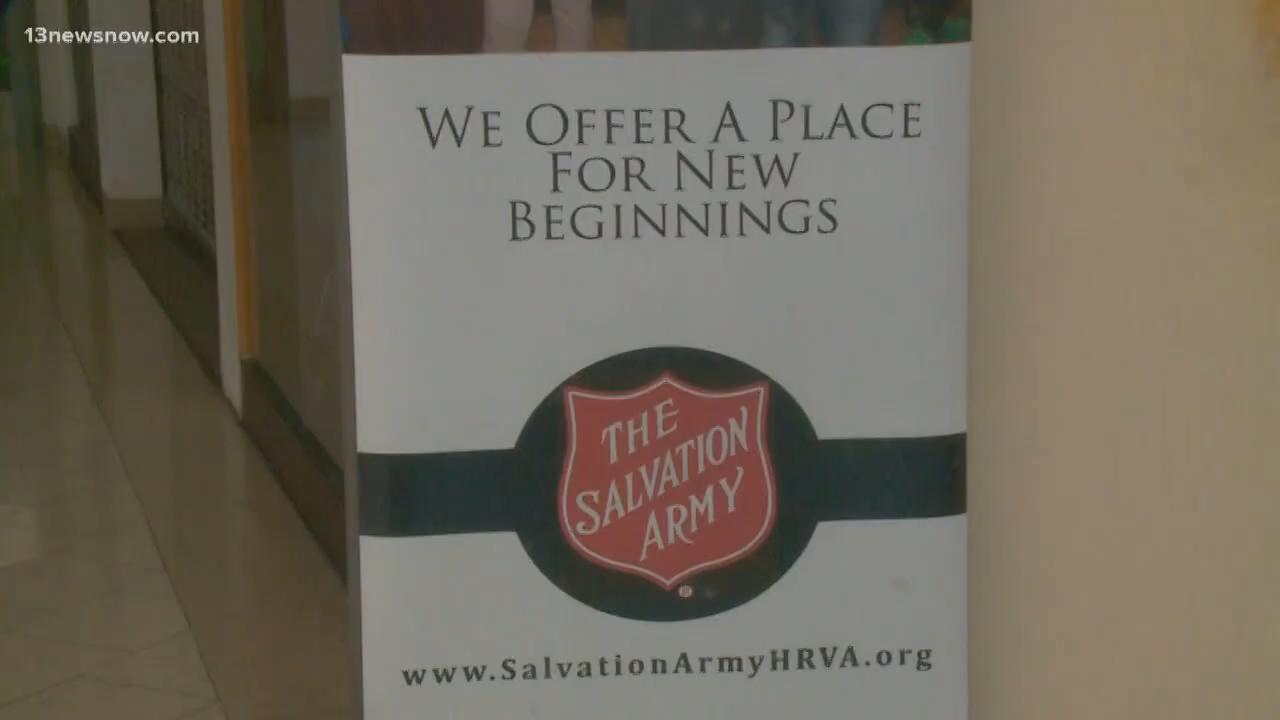 13newsnow.com
WE OFFER A PLACE
FOR NEW
BEGINNINGS
THE
SALVATION
ARMY
www.SalvationArmyHRVA.org